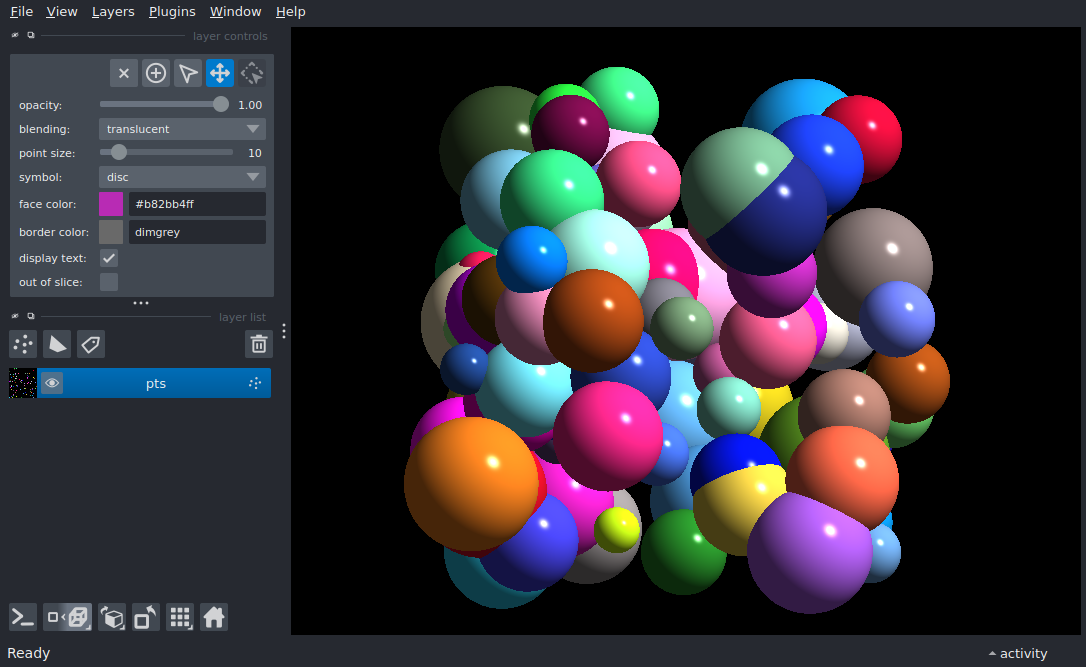 File View Layers Plugins Window Help
layer controls
opacity: 1.00
blending: translucent
point size: 10
symbol: disc
face color: #b82bb4ff
border color: dimgrey
display text:
out of slice:
layer list
pts
Ready
activity